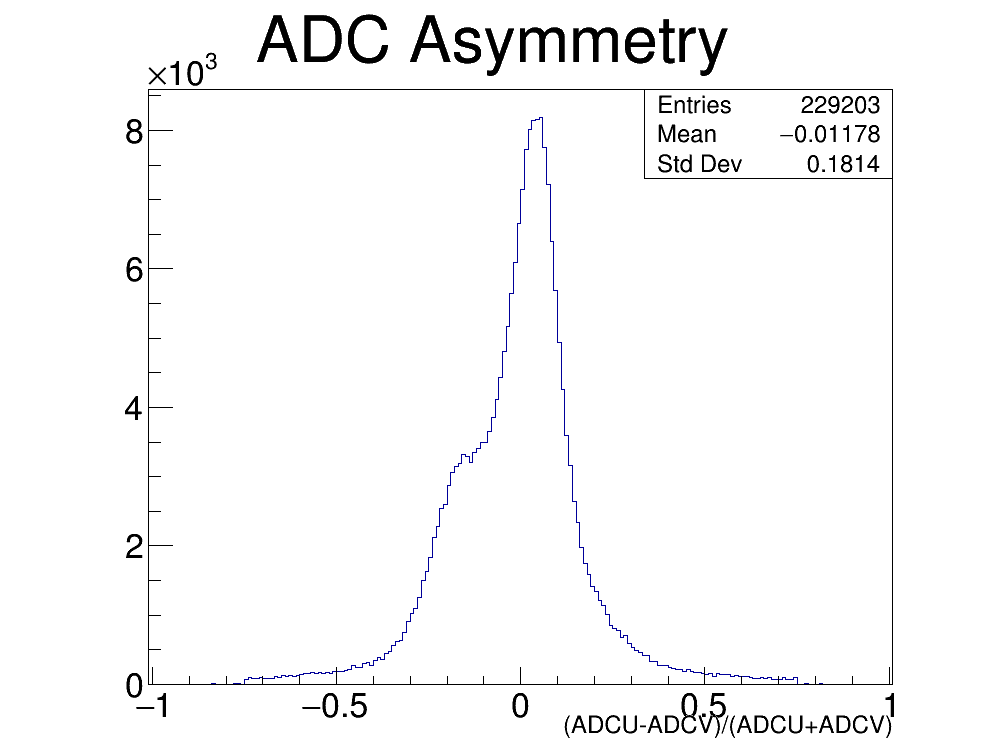 ADC Asymmetry
×10³
Entries 229203
Mean −0.01178
Std Dev 0.1814
8
6
4
2
0
−1 −0.5 0 0.5 1
(ADCU-ADCV)/(ADCU+ADCV)